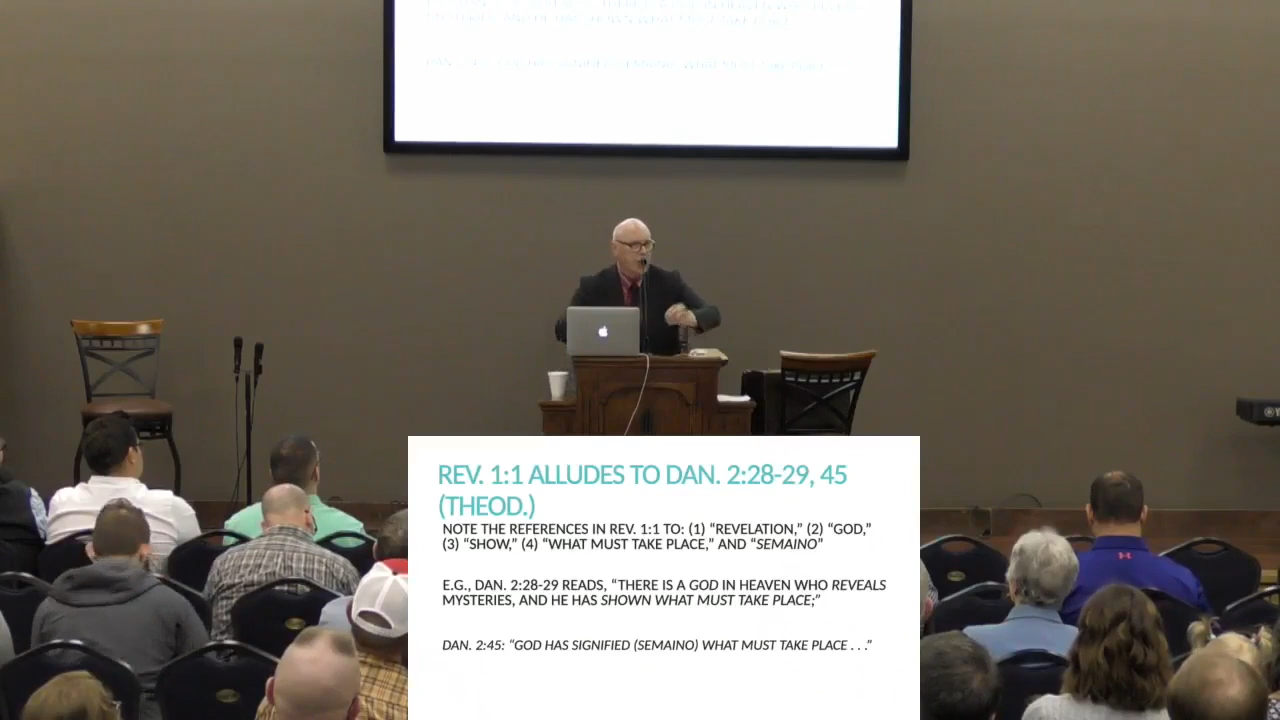 REV. 1:1 ALLUDES TO DAN. 2:28-29, 45
(THEOD.)
NOTE THE REFERENCES IN REV. 1:1 TO: (1) “REVELATION,” (2) “GOD,”
(3) “SHOW,” (4) “WHAT MUST TAKE PLACE,” AND “SEMAINO”
E.G., DAN. 2:28-29 READS, “THERE IS A GOD IN HEAVEN WHO REVEALS
MYSTERIES, AND HE HAS SHOWN WHAT MUST TAKE PLACE;”
DAN. 2:45: “GOD HAS SIGNIFIED (SEMAINO) WHAT MUST TAKE PLACE . . .”